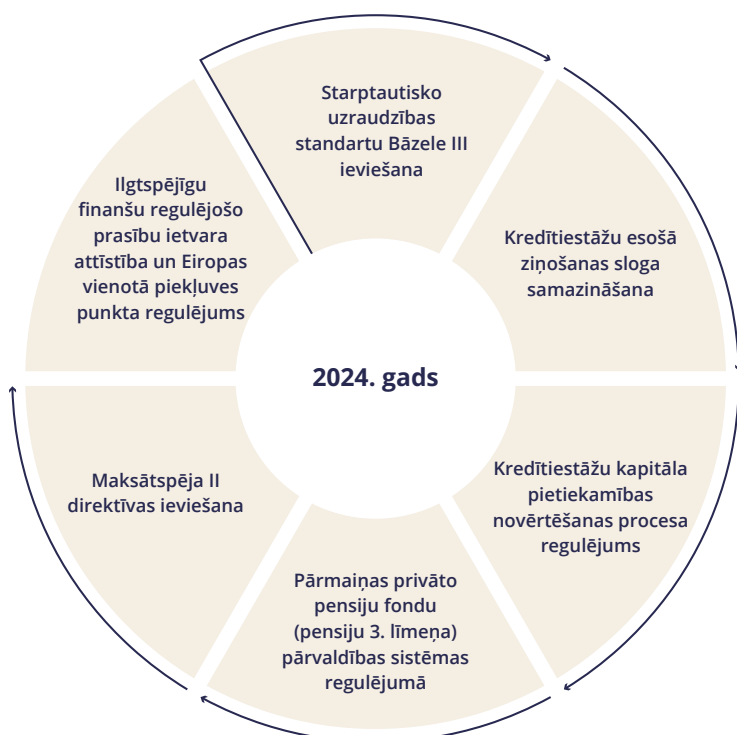 Starptautisko
uzraudzības
standartu Bāzele III
ieviešana
Kredītiestāžu esošā
ziņošanas sloga
samazināšana
Kredītiestāžu kapitāla
pietiekamības
novērtēšanas procesa
regulējums
Pārmaiņas privāto
pensiju fondu
(pensiju 3. līmeņa)
pārvaldības sistēmas
regulējumā
Maksātspēja II
direktīvas ieviešana
Ilgtspējīgu
finanšu regulējošo
prasību ietvara
attīstība un Eiropas
vienotā piekļuves
punkta regulējums
2024. gads